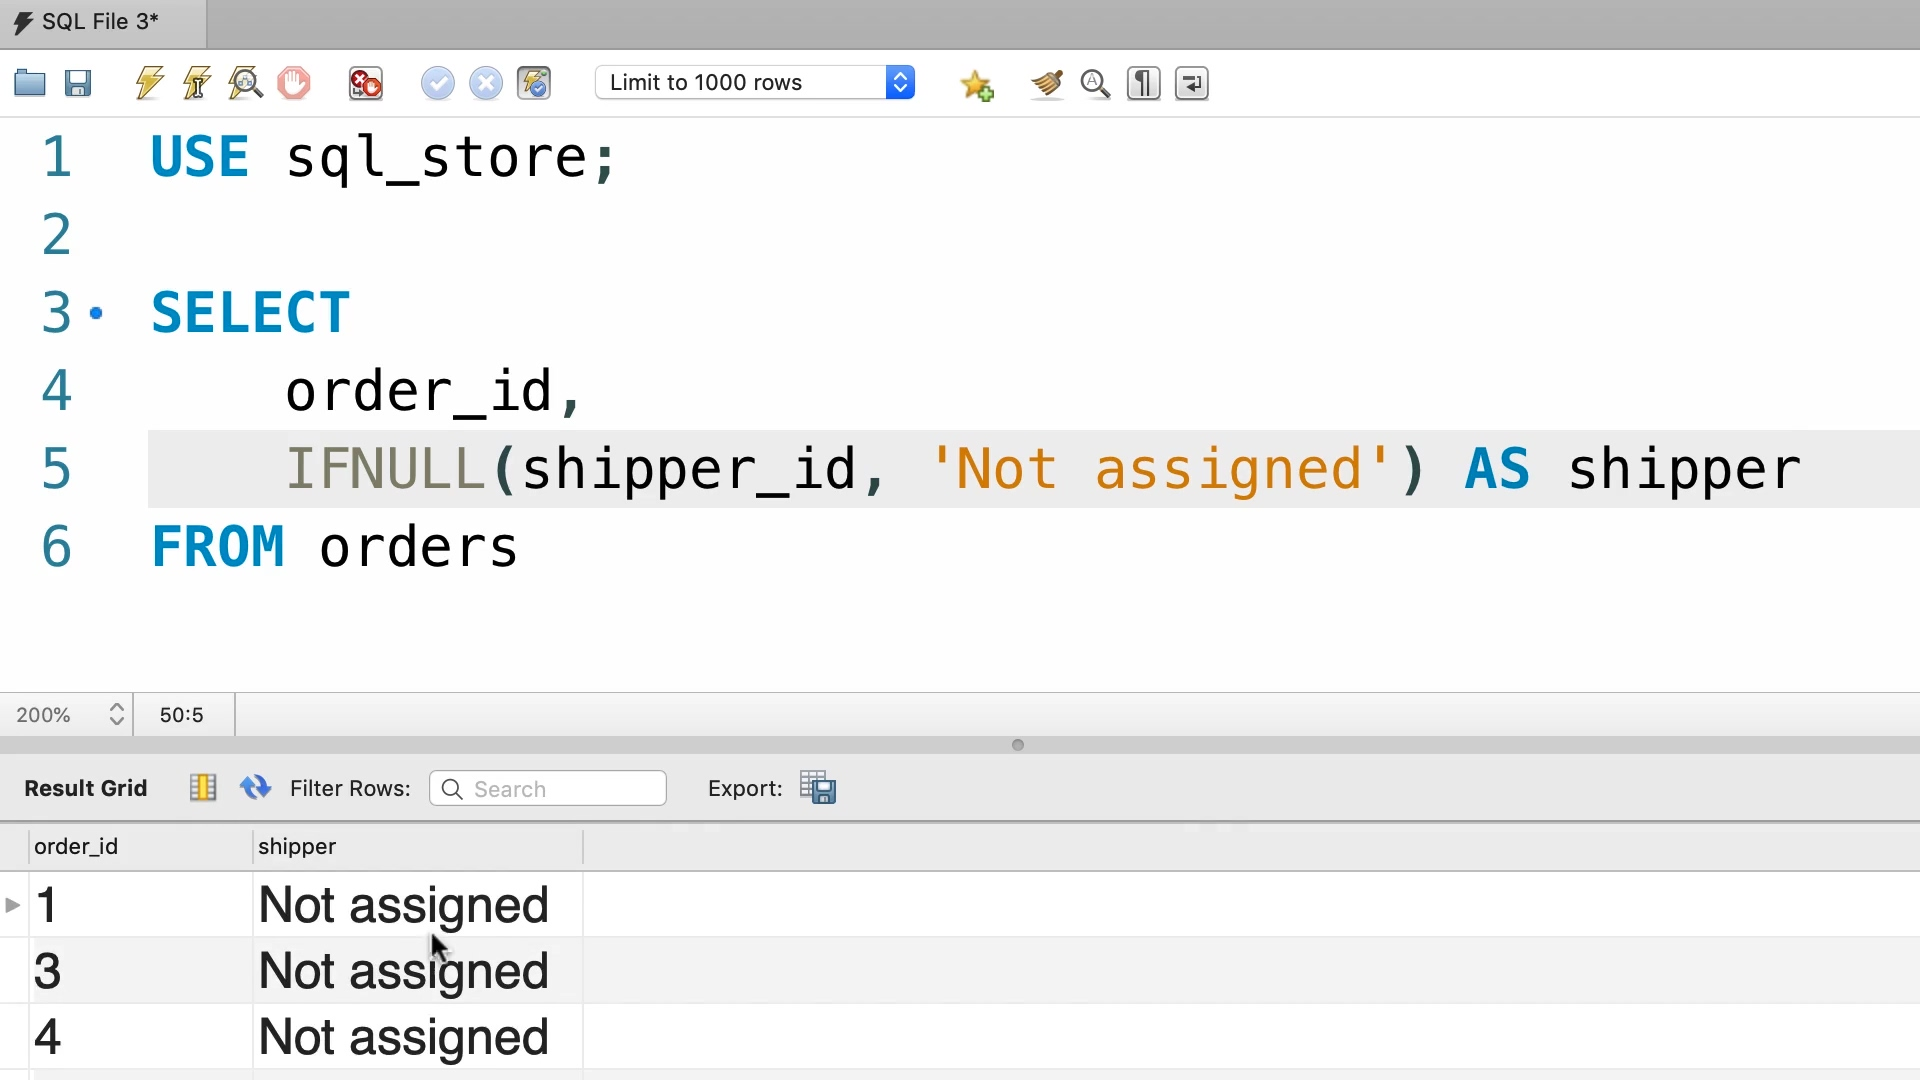 SQL File 3*
Limit to 1000 rows
1 USE sql_store;
2
3 SELECT
4 order_id,
5 IFNULL(shipper_id, 'Not assigned') AS shipper
6 FROM orders
200% 50:5
Result Grid Filter Rows: Search Export:
order_id shipper
1 Not assigned
3 Not assigned
4 Not assigned